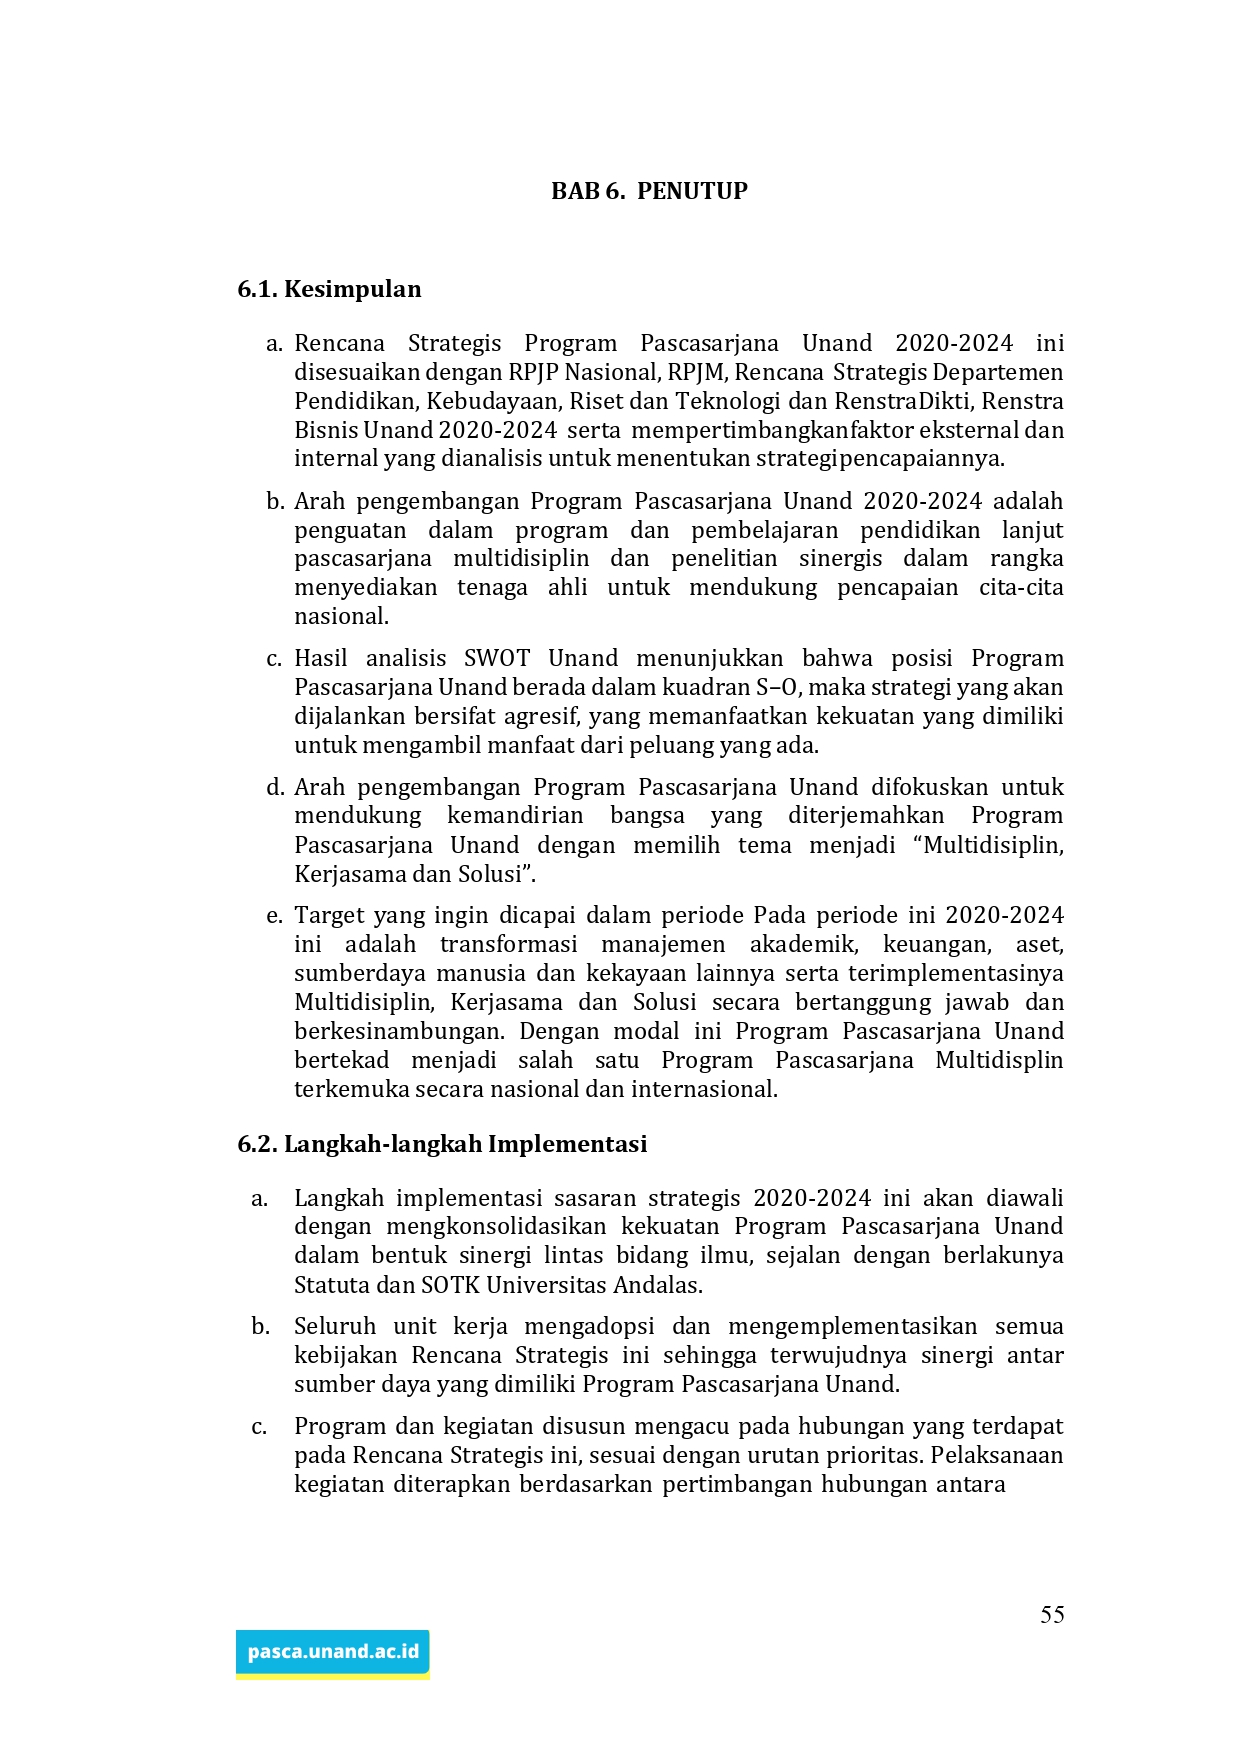 BAB 6.  PENUTUP
6.1. Kesimpulan
a. Rencana Strategis Program Pascasarjana Unand 2020-2024 ini
disesuaikan dengan RPJP Nasional, RPJM, Rencana Strategis Departemen
Pendidikan, Kebudayaan, Riset dan Teknologi dan RenstraDikti, Renstra
Bisnis Unand 2020-2024 serta mempertimbangkanfaktor eksternal dan
internal yang dianalisis untuk menentukan strategipencapaiannya.
b. Arah pengembangan Program Pascasarjana Unand 2020-2024 adalah
penguatan dalam program dan pembelajaran pendidikan lanjut
pascasarjana multidisiplin dan penelitian sinergis dalam rangka
menyediakan tenaga ahli untuk mendukung pencapaian cita-cita
nasional.
c. Hasil analisis SWOT Unand menunjukkan bahwa posisi Program
Pascasarjana Unand berada dalam kuadran S–O, maka strategi yang akan
dijalankan bersifat agresif, yang memanfaatkan kekuatan yang dimiliki
untuk mengambil manfaat dari peluang yang ada.
d. Arah pengembangan Program Pascasarjana Unand difokuskan untuk
mendukung kemandirian bangsa yang diterjemahkan Program
Pascasarjana Unand dengan memilih tema menjadi “Multidisiplin,
Kerjasama dan Solusi”.
e. Target yang ingin dicapai dalam periode Pada periode ini 2020-2024
ini adalah transformasi manajemen akademik, keuangan, aset,
sumberdaya manusia dan kekayaan lainnya serta terimplementasinya
Multidisiplin, Kerjasama dan Solusi secara bertanggung jawab dan
berkesinambungan. Dengan modal ini Program Pascasarjana Unand
bertekad menjadi salah satu Program Pascasarjana Multidisplin
terkemuka secara nasional dan internasional.
6.2. Langkah-langkah Implementasi
a. Langkah implementasi sasaran strategis 2020-2024 ini akan diawali
dengan mengkonsolidasikan kekuatan Program Pascasarjana Unand
dalam bentuk sinergi lintas bidang ilmu, sejalan dengan berlakunya
Statuta dan SOTK Universitas Andalas.
b. Seluruh unit kerja mengadopsi dan mengemplementasikan semua
kebijakan Rencana Strategis ini sehingga terwujudnya sinergi antar
sumber daya yang dimiliki Program Pascasarjana Unand.
c. Program dan kegiatan disusun mengacu pada hubungan yang terdapat
pada Rencana Strategis ini, sesuai dengan urutan prioritas. Pelaksanaan
kegiatan diterapkan berdasarkan pertimbangan hubungan antara
55
pasca.unand.ac.id